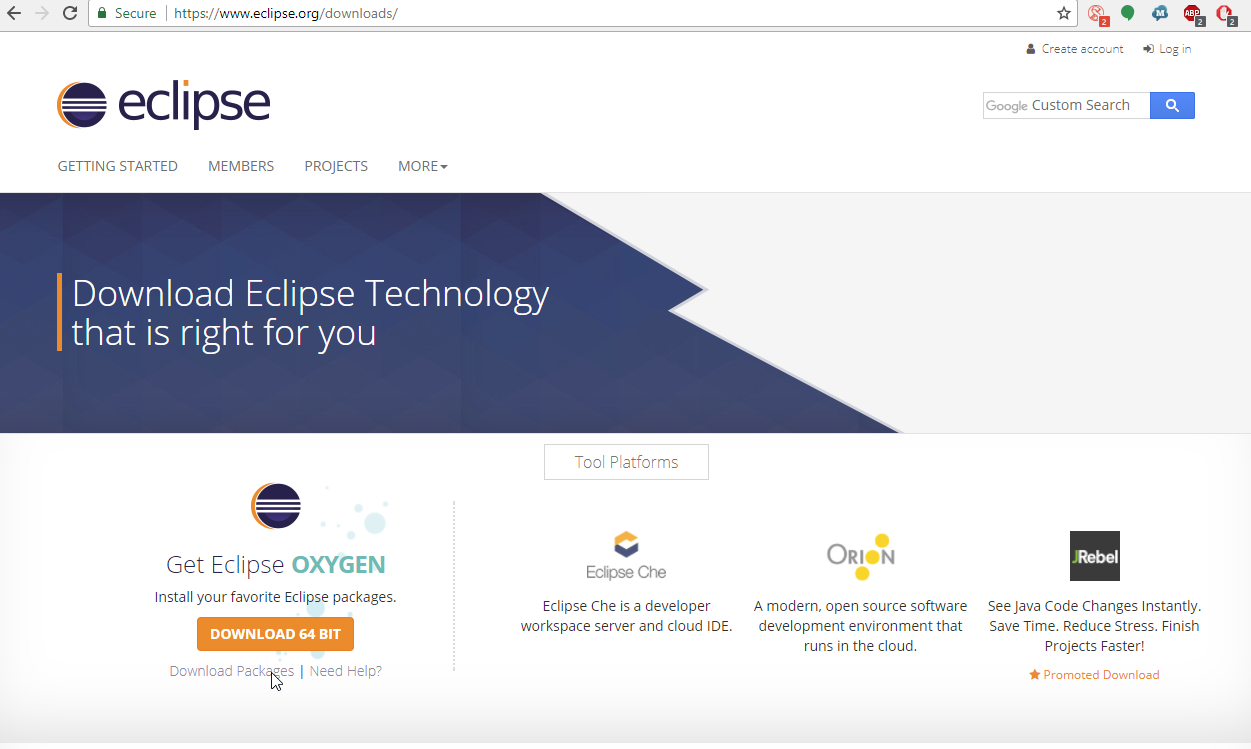 Secure https://www.eclipse.org/downloads/
2 M ABP 2 2
Create account Log in
eclipse
Google Custom Search
GETTING STARTED MEMBERS PROJECTS MORE
Download Eclipse Technology
that is right for you
Tool Platforms
Get Eclipse OXYGEN
Install your favorite Eclipse packages.
DOWNLOAD 64 BIT
Download Packages | Need Help?
Eclipse Che
Eclipse Che is a developer
workspace server and cloud IDE.
ORION
A modern, open source software
development environment that
runs in the cloud.
JRebel
See Java Code Changes Instantly.
Save Time. Reduce Stress. Finish
Projects Faster!
Promoted Download